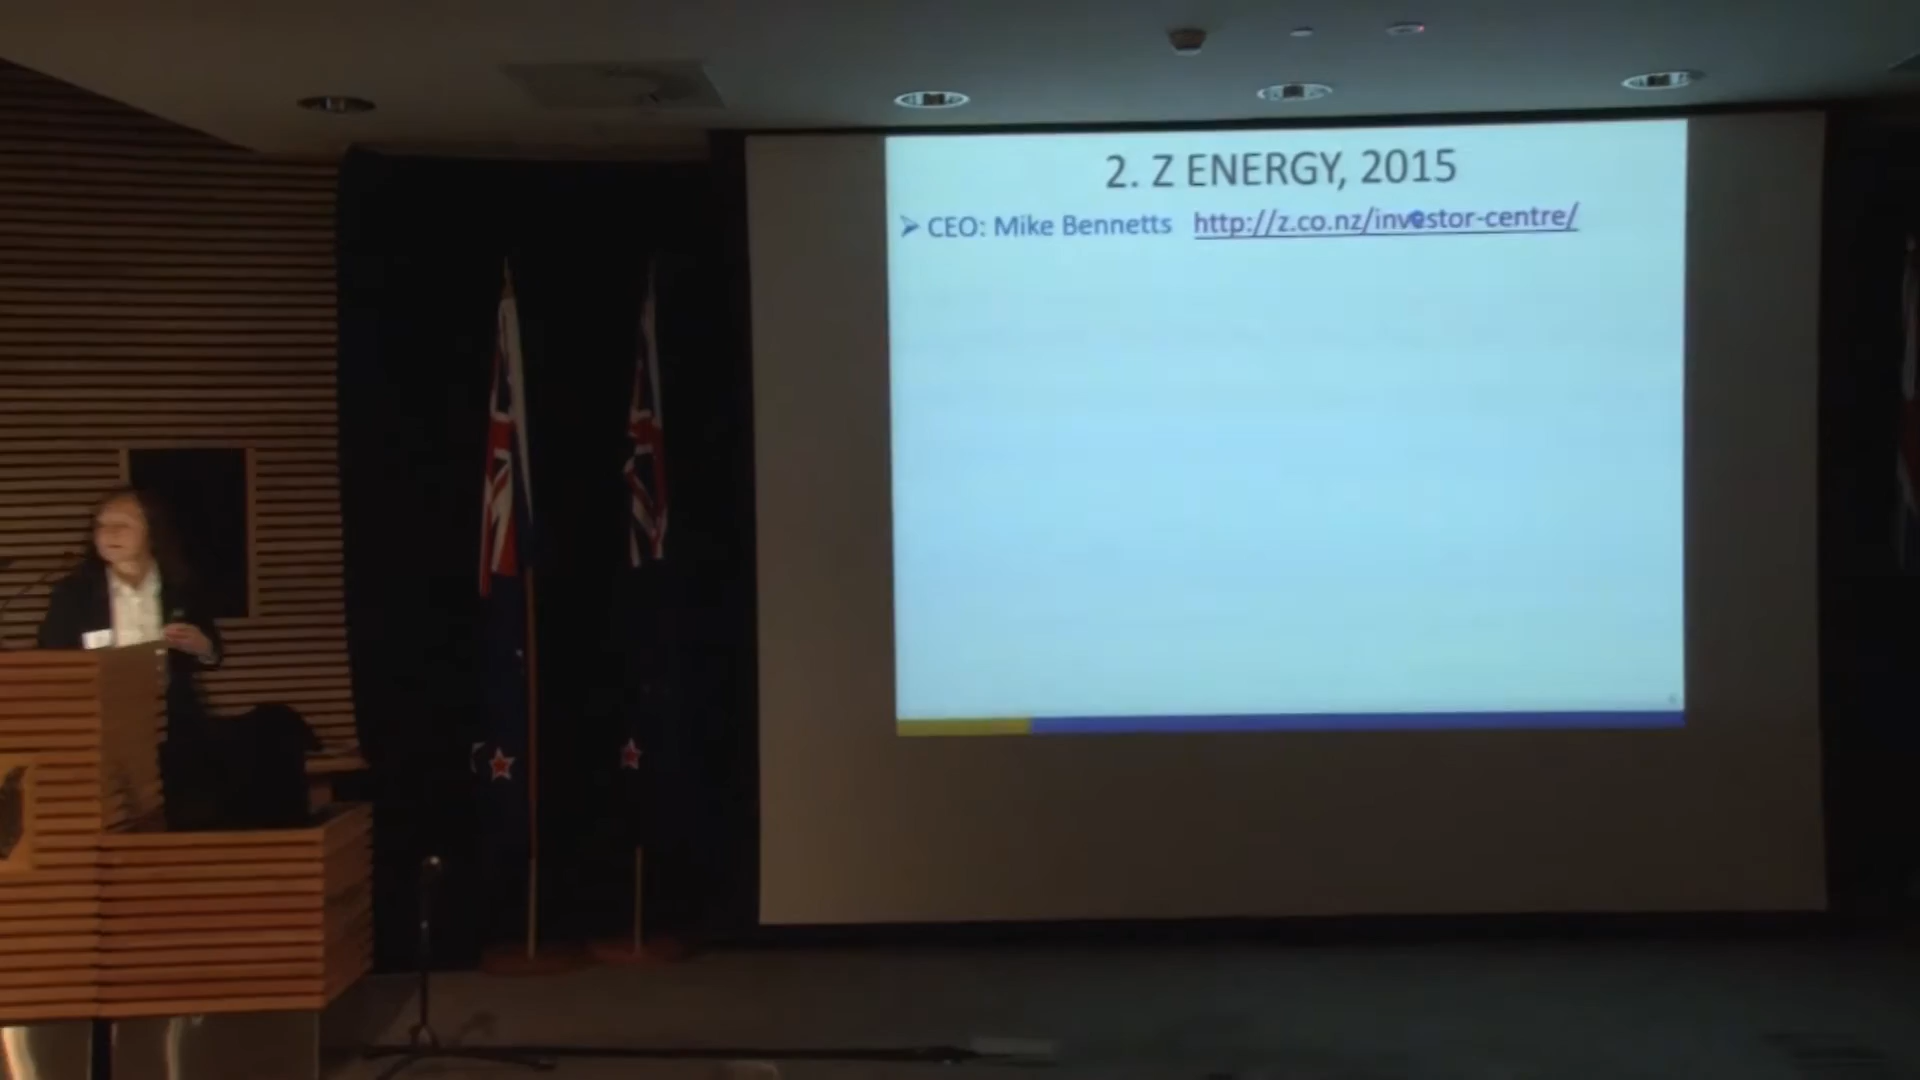 2. Z ENERGY, 2015
➢ CEO: Mike Bennetts http://z.co.nz/investor-centre/